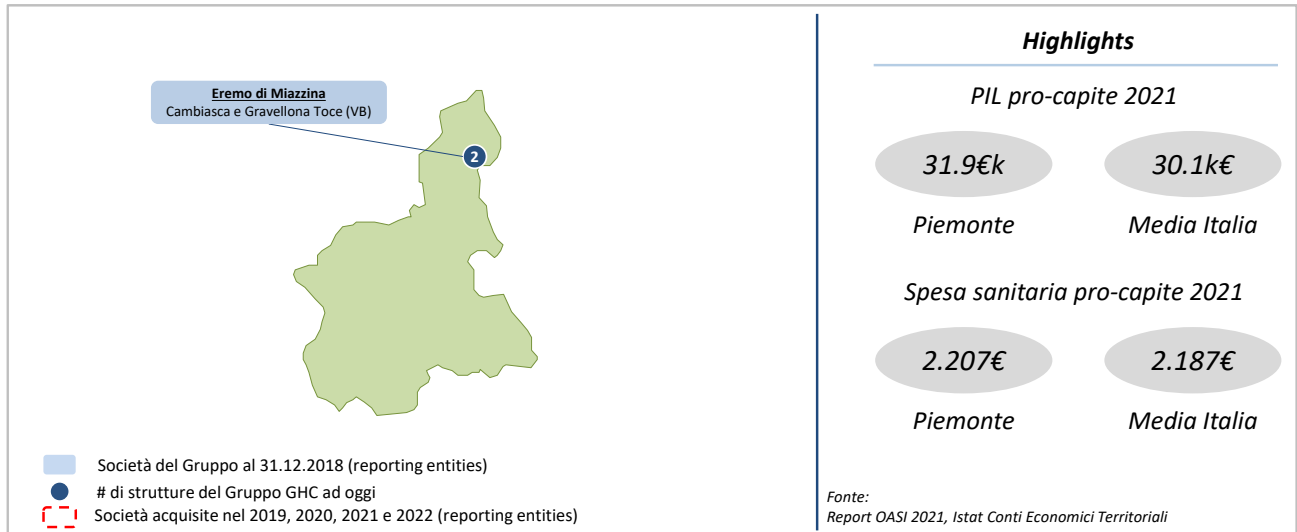 Eremo di Miazzina
Cambiasca e Gravellona Toce (VB)
2
Società del Gruppo al 31.12.2018 (reporting entities)
# di strutture del Gruppo GHC ad oggi
Società acquisite nel 2019, 2020, 2021 e 2022 (reporting entities)
Highlights
PIL pro-capite 2021
31.9€k 30.1k€
Piemonte Media Italia
Spesa sanitaria pro-capite 2021
2.207€ 2.187€
Piemonte Media Italia
Fonte:
Report OASI 2021, Istat Conti Economici Territoriali